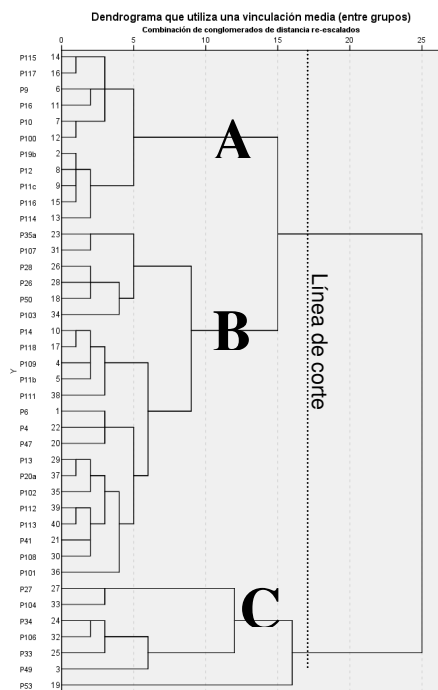 Dendrograma que utiliza una vinculación media (entre grupos)
Combinación de conglomerados de distancia re-escalados
0 5 10 15 20 25
P115 14
P117 16
P9 6
P16 11
P10 7
P100 12
P19b 2
P12 8
P11c 9
P116 15
P114 13
P35a 23
P107 31
P28 26
P26 28
P50 18
P103 34
P14 10
P118 17
P109 4
P11b 5
P111 38
P6 1
P4 22
P47 20
P13 29
P20a 37
P102 35
P112 39
P113 40
P41 21
P108 30
P101 36
P27 27
P104 33
P34 24
P106 32
P33 25
P49 3
P53 19
Y
A
B
C
Línea de corte